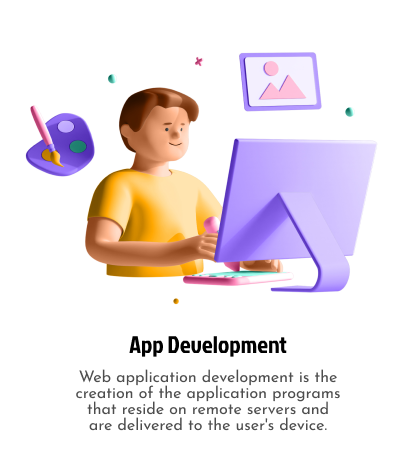 App Development
Web application development is the
creation of the application programs
that reside on remote servers and
are delivered to the user's device.